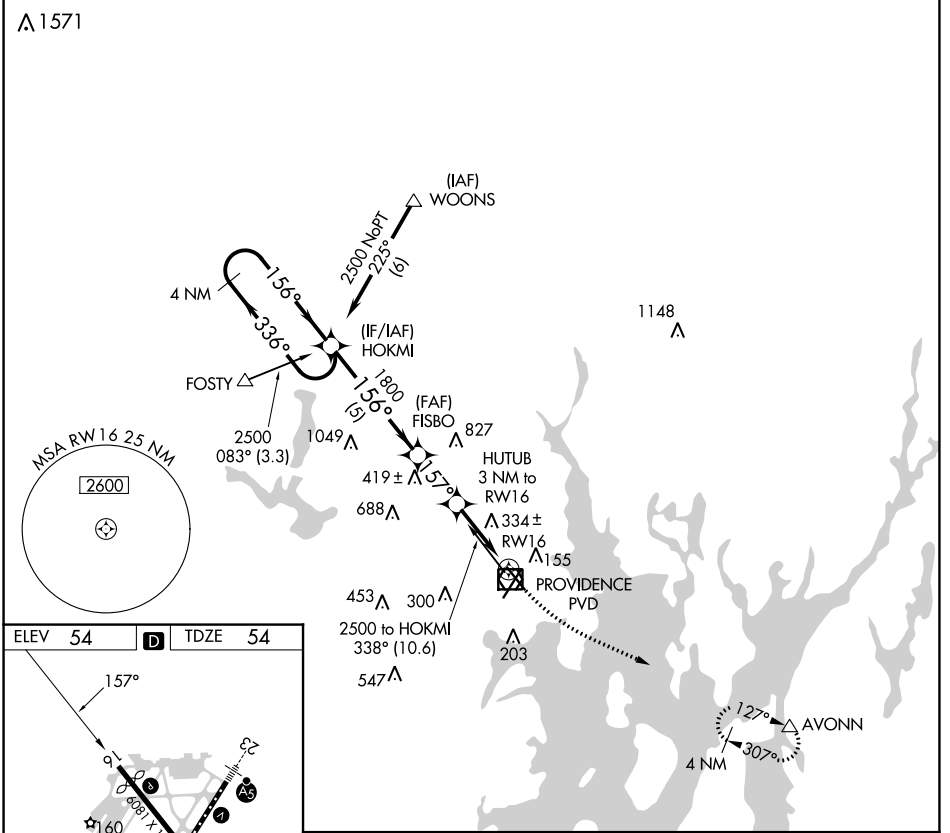 1571
(IAF)
WOONS
2500 NoPT
225°
(6)
156°
4 NM
336°
1148
(IF/IAF)
HOKMI
FOSTY
1800
156°
(5)
(FAF)
FISBO
2500
083° (3.3)
1049
827
MSA RW16 25 NM
2600
419±
157°
HUTUB
3 NM to
RW16
688
334±
RW16
155
PROVIDENCE
PVD
453
300
2500 to HOKMI
338° (10.6)
203
547
ELEV 54
D
TDZE 54
157°
127°
AVONN
307°
4 NM
16
23
A5
V
6081 X 1
160